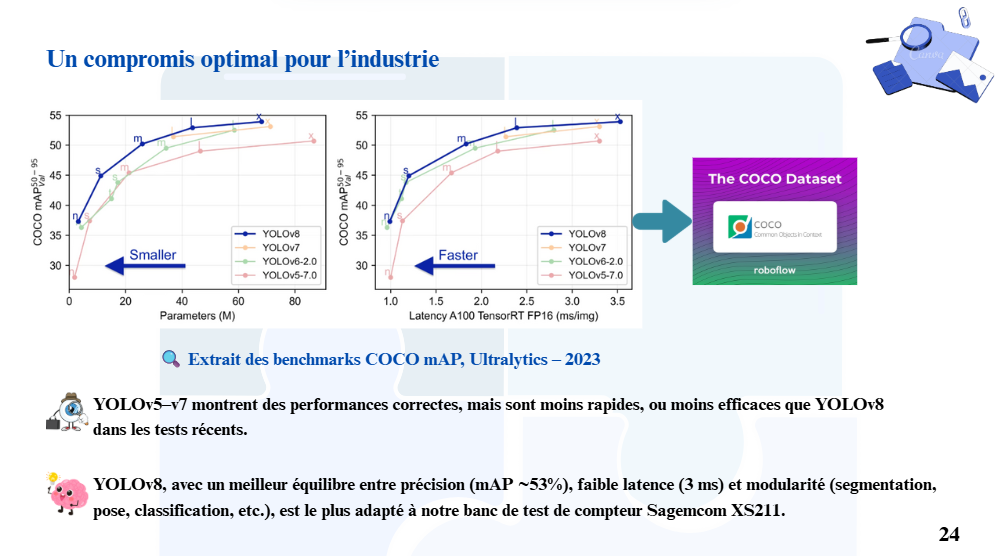 Un compromis optimal pour l’industrie
55
50
45
40
35
30
COCO mAP50−95 val
n
s
m
l
x
YOLOv8
YOLOv7
YOLOv6-2.0
YOLOv5-7.0
Smaller
0 20 40 60 80
Parameters (M)
55
50
45
40
35
30
COCO mAP50−95 val
n
s
m
l
x
YOLOv8
YOLOv7
YOLOv6-2.0
YOLOv5-7.0
Faster
1.0 1.5 2.0 2.5 3.0 3.5
Latency A100 TensorRT FP16 (ms/img)
The COCO Dataset
COCO
Common Objects in Context
roboflow
Extrait des benchmarks COCO mAP, Ultralytics – 2023
YOLOv5–v7 montrent des performances correctes, mais sont moins rapides, ou moins efficaces que YOLOv8
dans les tests récents.
YOLOv8, avec un meilleur équilibre entre précision (mAP ~53%), faible latence (3 ms) et modularité (segmentation,
pose, classification, etc.), est le plus adapté à notre banc de test de compteur Sagemcom XS211.
24